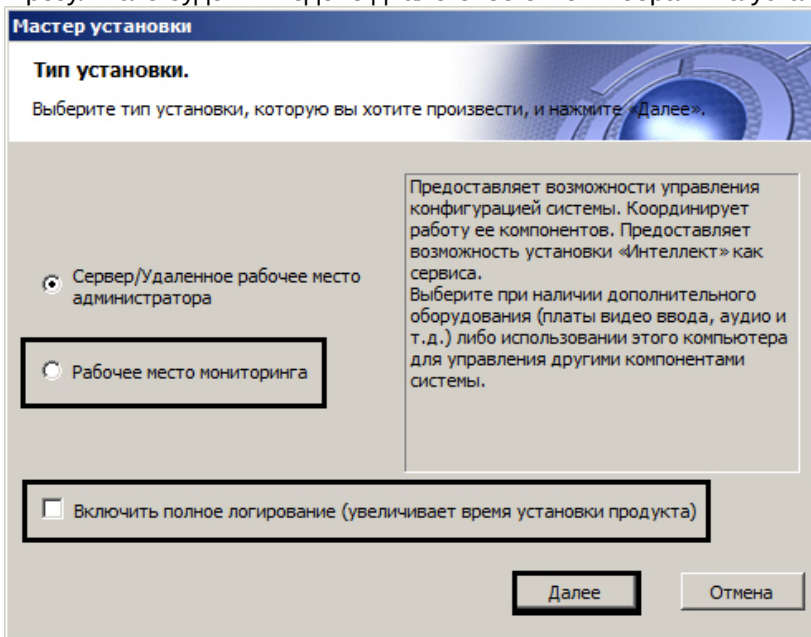 Мастер установки
Тип установки.
Выберите тип установки, которую вы хотите произвести, и нажмите «Далее».
Сервер/Удаленное рабочее место
администратора
Рабочее место мониторинга
Предоставляет возможности управления
конфигурацией системы. Координирует
работу ее компонентов. Предоставляет
возможность установки «Интеллект» как
сервиса.
Выберите при наличии дополнительного
оборудования (платы видео ввода, аудио и
т.д.) либо использовании этого компьютера
для управления другими компонентами
системы.
Включить полное логирование (увеличивает время установки продукта)
Далее
Отмена